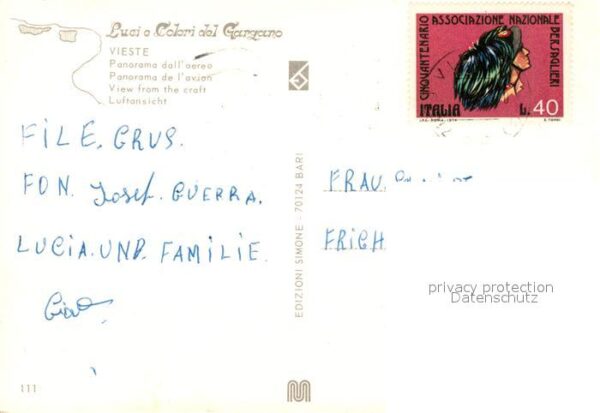 Luci e Colori del Gargano
VIESTE
Panorama dall'aereo
Panorama de l'avion
View from the craft
Luftansicht
FILE. GRUS.
FON. Josef. GUERRA.
LUCIA. UND. FAMILIE.
Ciao
111
EDIZIONI SIMONE - 70124 BARI
CINQUANTENARIO ASSOCIAZIONE NAZIONALE BERSAGLIERI
ITALIA L. 40
FRAU.
FRIGH
privacy protection
Datenschutz